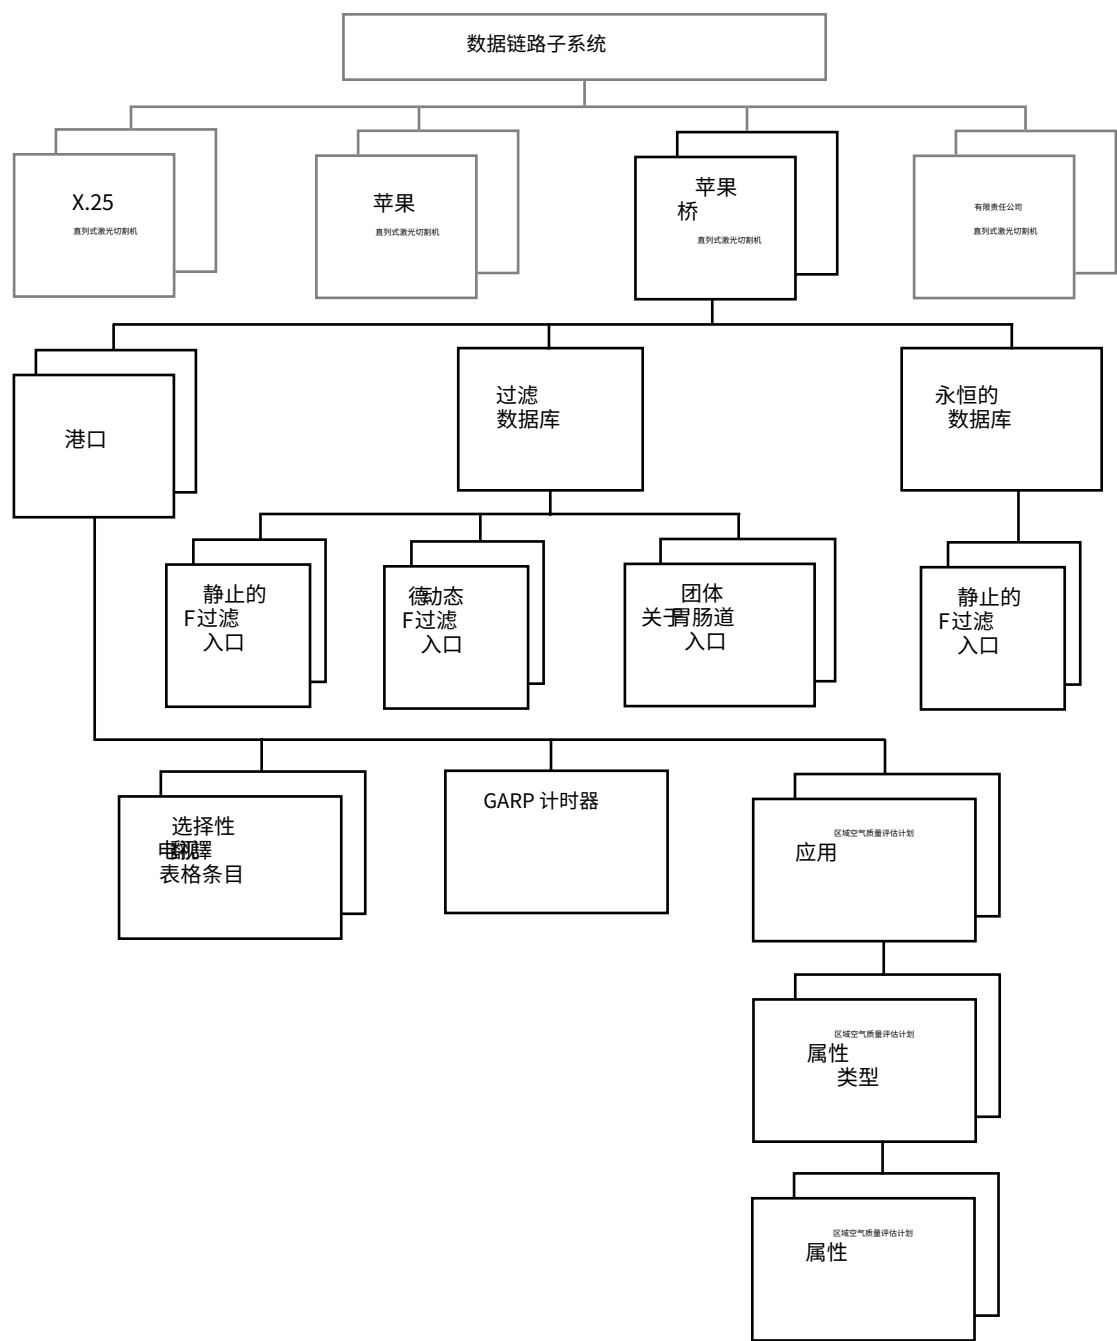 数据链路子系统
X.25
直列式激光切割机
苹果
直列式激光切割机
苹果
桥
直列式激光切割机
有限责任公司
直列式激光切割机
港口
过滤
数据库
永恒的
数据库
静止的
F过滤
入口
德动态
F过滤
入口
团体
关于胃肠道
入口
静止的
F过滤
入口
选择性
表格条目
GARP 计时器
区域空气质量评估计划
应用
区域空气质量评估计划
属性
类型
区域空气质量评估计划
属性